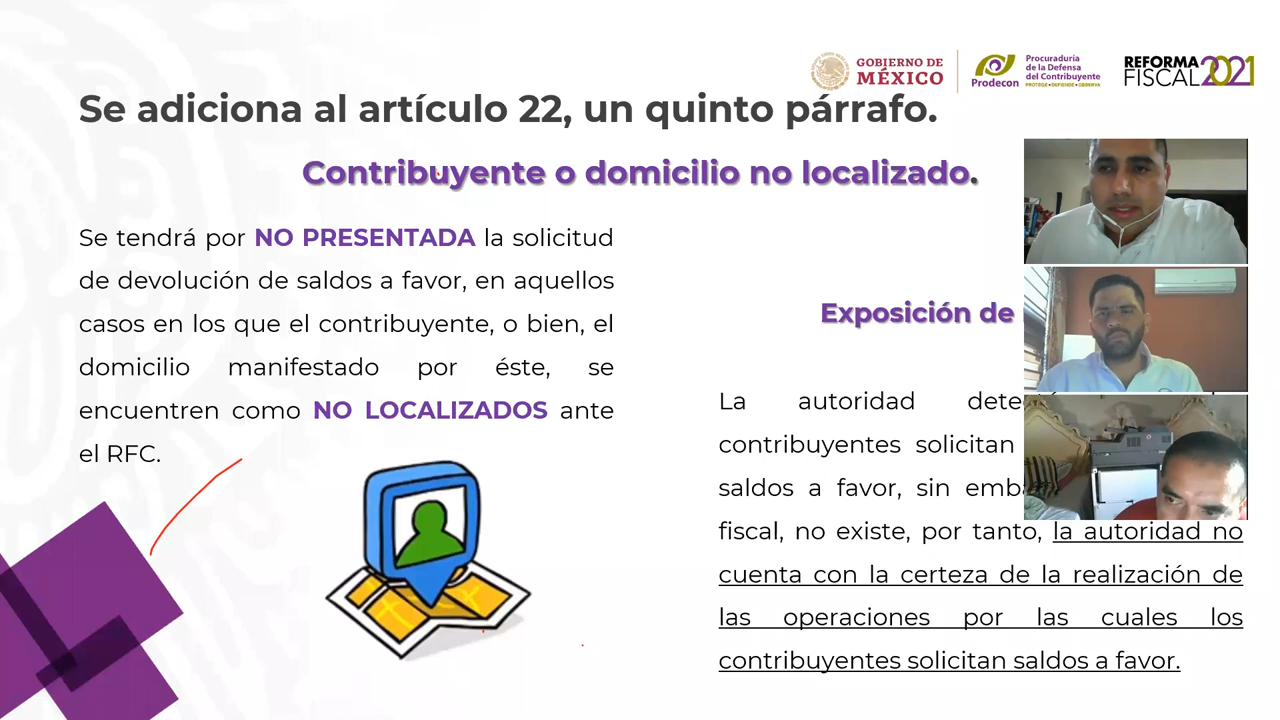 GOBIERNO DE
MÉXICO
Prodecon
Procuraduría
de la Defensa
del Contribuyente
PROTEGE • DEFIENDE • OBSERVA
REFORMA
FISCAL 2021
Se adiciona al artículo 22, un quinto párrafo.
Contribuyente o domicilio no localizado.
Se tendrá por NO PRESENTADA la solicitud
de devolución de saldos a favor, en aquellos
casos en los que el contribuyente, o bien, el
domicilio manifestado por éste, se
encuentren como NO LOCALIZADOS ante
el RFC.
Exposición de
La autoridad
contribuyentes solicitan
saldos a favor, sin
fiscal, no existe, por tanto, la autoridad no
cuenta con la certeza de la realización de
las operaciones por las cuales los
contribuyentes solicitan saldos a favor.